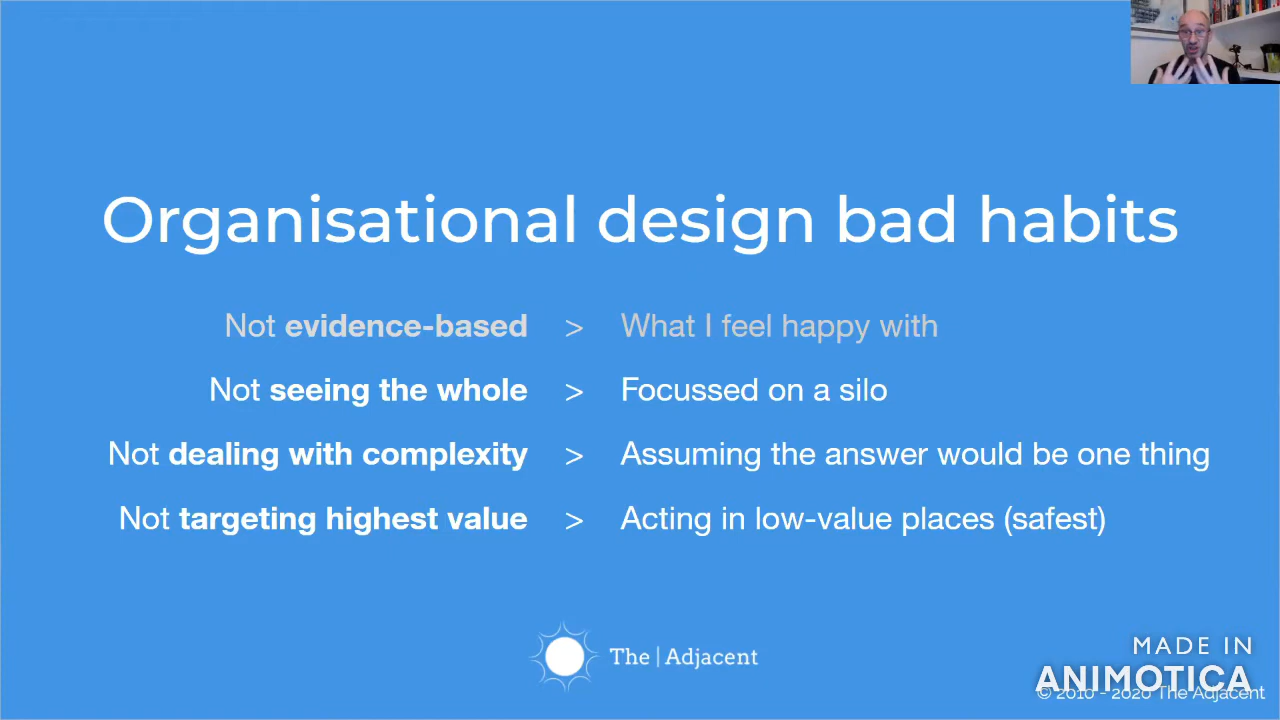 Organisational design bad habits
Not evidence-based > What I feel happy with
Not seeing the whole > Focussed on a silo
Not dealing with complexity > Assuming the answer would be one thing
Not targeting highest value > Acting in low-value places (safest)
The | Adjacent
MADE IN
ANIMOTICA
© 2010 - 2020 The Adjacent